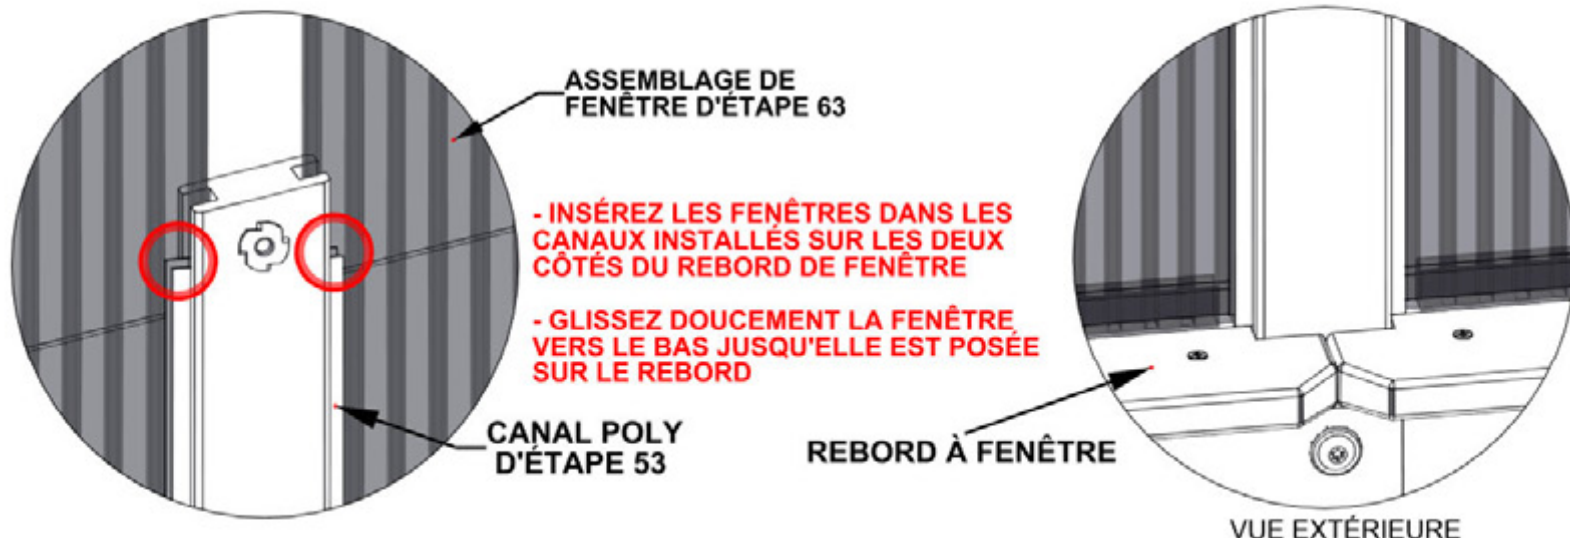 ASSEMBLAGE DE
FENÊTRE D'ÉTAPE 63
- INSÉREZ LES FENÊTRES DANS LES
CANAUX INSTALLÉS SUR LES DEUX
CÔTÉS DU REBORD DE FENÊTRE
- GLISSEZ DOUCEMENT LA FENÊTRE
VERS LE BAS JUSQU'ELLE EST POSÉE
SUR LE REBORD
CANAL POLY
D'ÉTAPE 53
REBORD À FENÊTRE
VUE EXTÉRIEURE